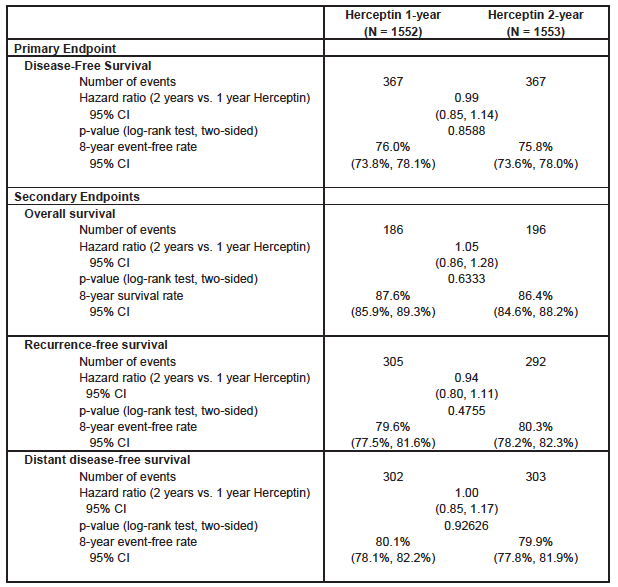 Herceptin 1-year Herceptin 2-year
(N = 1552) (N = 1553)
Primary Endpoint
Disease-Free Survival
Number of events 367 367
Hazard ratio (2 years vs. 1 year Herceptin) 0.99
95% CI (0.85, 1.14)
p-value (log-rank test, two-sided) 0.8588
8-year event-free rate 76.0% 75.8%
95% CI (73.8%, 78.1%) (73.6%, 78.0%)
Secondary Endpoints
Overall survival
Number of events 186 196
Hazard ratio (2 years vs. 1 year Herceptin) 1.05
95% CI (0.86, 1.28)
p-value (log-rank test, two-sided) 0.6333
8-year survival rate 87.6% 86.4%
95% CI (85.9%, 89.3%) (84.6%, 88.2%)
Recurrence-free survival
Number of events 305 292
Hazard ratio (2 years vs. 1 year Herceptin) 0.94
95% CI (0.80, 1.11)
p-value (log-rank test, two-sided) 0.4755
8-year event-free rate 79.6% 80.3%
95% CI (77.5%, 81.6%) (78.2%, 82.3%)
Distant disease-free survival
Number of events 302 303
Hazard ratio (2 years vs. 1 year Herceptin) 1.00
95% CI (0.85, 1.17)
p-value (log-rank test, two-sided) 0.92626
8-year event-free rate 80.1% 79.9%
95% CI (78.1%, 82.2%) (77.8%, 81.9%)